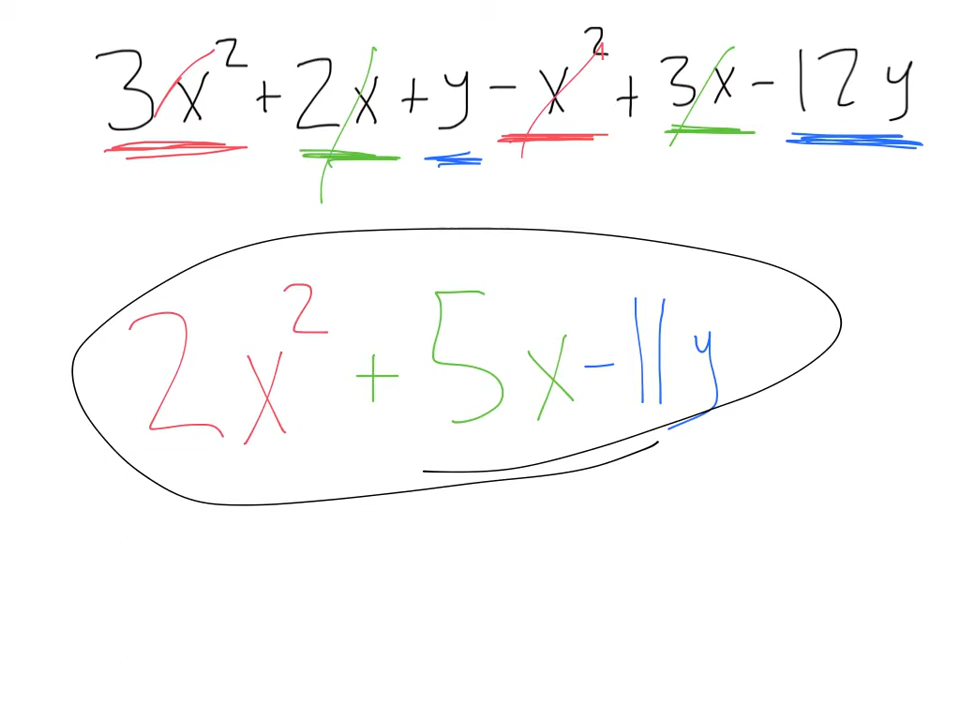 3x² + 2x + y - x² + 3x - 12y
2x² + 5x - 11y